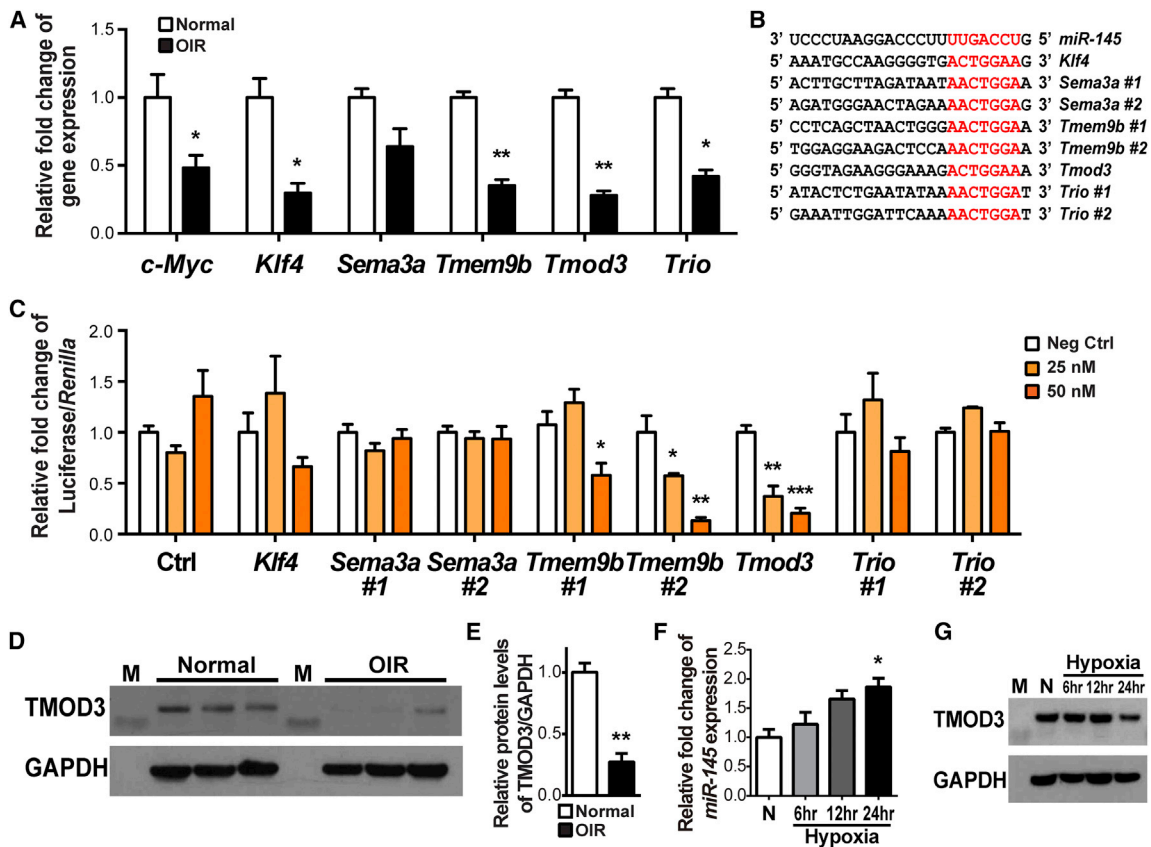 A
Relative fold change of
gene expression
1.5
1.0
0.5
0.0
Normal
OIR
*
*
**
**
*
c-Myc Klf4 Sema3a Tmem9b Tmod3 Trio
B
3' UCCCUAAGGACCCUUUUGACCUG 5' miR-145
5' AAATGCCAAGGGGTGACTGGAAG 3' Klf4
5' ACTTGCTTAGATAATAACTGGAA 3' Sema3a #1
5' AGATGGGAACTAGAAAACTGGAG 3' Sema3a #2
5' CCTCAGCTAACTGGGAACTGGAA 3' Tmem9b #1
5' TGGAGGAAGACTCCAAACTGGAA 3' Tmem9b #2
5' GGGTAGAAGGGAAAGACTGGAAA 3' Tmod3
5' ATACTCTGAATATAAAACTGGAT 3' Trio #1
5' GAAATTGGATTCAAAAACTGGAT 3' Trio #2
C
Relative fold change of
Luciferase/Renilla
2.0
1.5
1.0
0.5
0.0
Neg Ctrl
25 nM
50 nM
*
*
**
**
***
Ctrl Klf4 Sema3a Sema3a Tmem9b Tmem9b Tmod3 Trio Trio
#1 #2 #1 #2 #1 #2
D
M Normal M OIR
TMOD3
GAPDH
E
Relative protein levels
of TMOD3/GAPDH
1.0
0.5
0.0
**
Normal
OIR
F
Relative fold change of
miR-145 expression
2.5
2.0
1.5
1.0
0.5
0.0
*
N 6hr 12hr 24hr
Hypoxia
G
Hypoxia
M N 6hr 12hr 24hr
TMOD3
GAPDH